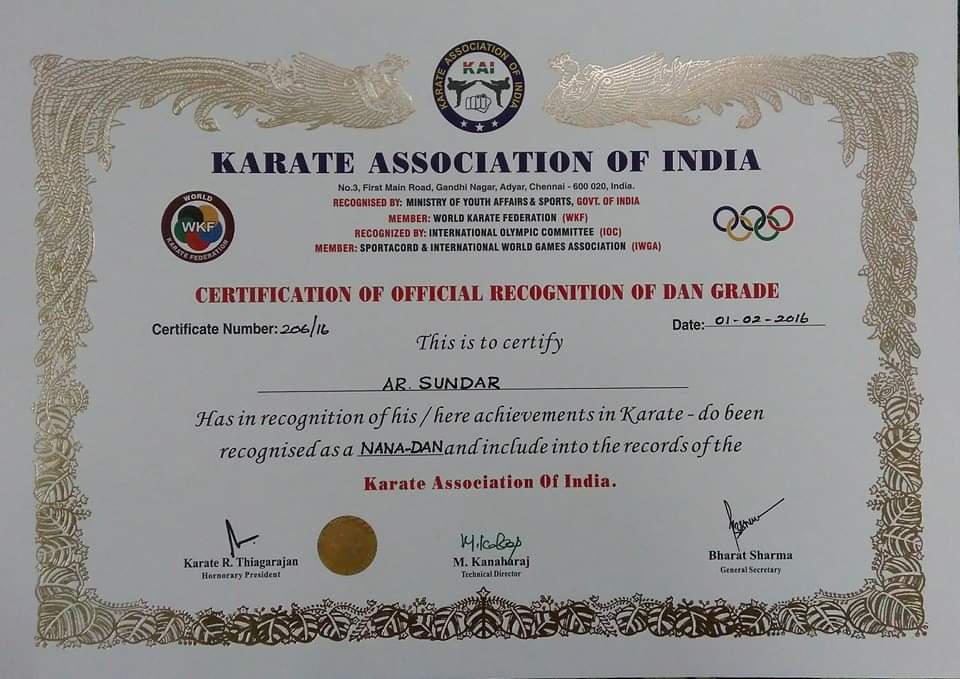 KARATE ASSOCIATION OF INDIA
KAI
KARATE ASSOCIATION OF INDIA
No.3, First Main Road, Gandhi Nagar, Adyar, Chennai - 600 020, India.
RECOGNISED BY: MINISTRY OF YOUTH AFFAIRS & SPORTS, GOVT. OF INDIA
MEMBER: WORLD KARATE FEDERATION (WKF)
RECOGNIZED BY: INTERNATIONAL OLYMPIC COMMITTEE (IOC)
MEMBER: SPORTACORD & INTERNATIONAL WORLD GAMES ASSOCIATION (IWGA)
WORLD
WKF
KARATE FEDERATION
CERTIFICATION OF OFFICIAL RECOGNITION OF DAN GRADE
Certificate Number: 206/16
Date: 01-02-2016
This is to certify
AR. SUNDAR
Has in recognition of his / here achievements in Karate - do been
recognised as a NANA-DAN and include into the records of the
Karate Association Of India.
Karate R. Thiagarajan
Hornorary President
M. Kanaharaj
Technical Director
Bharat Sharma
General Secretary